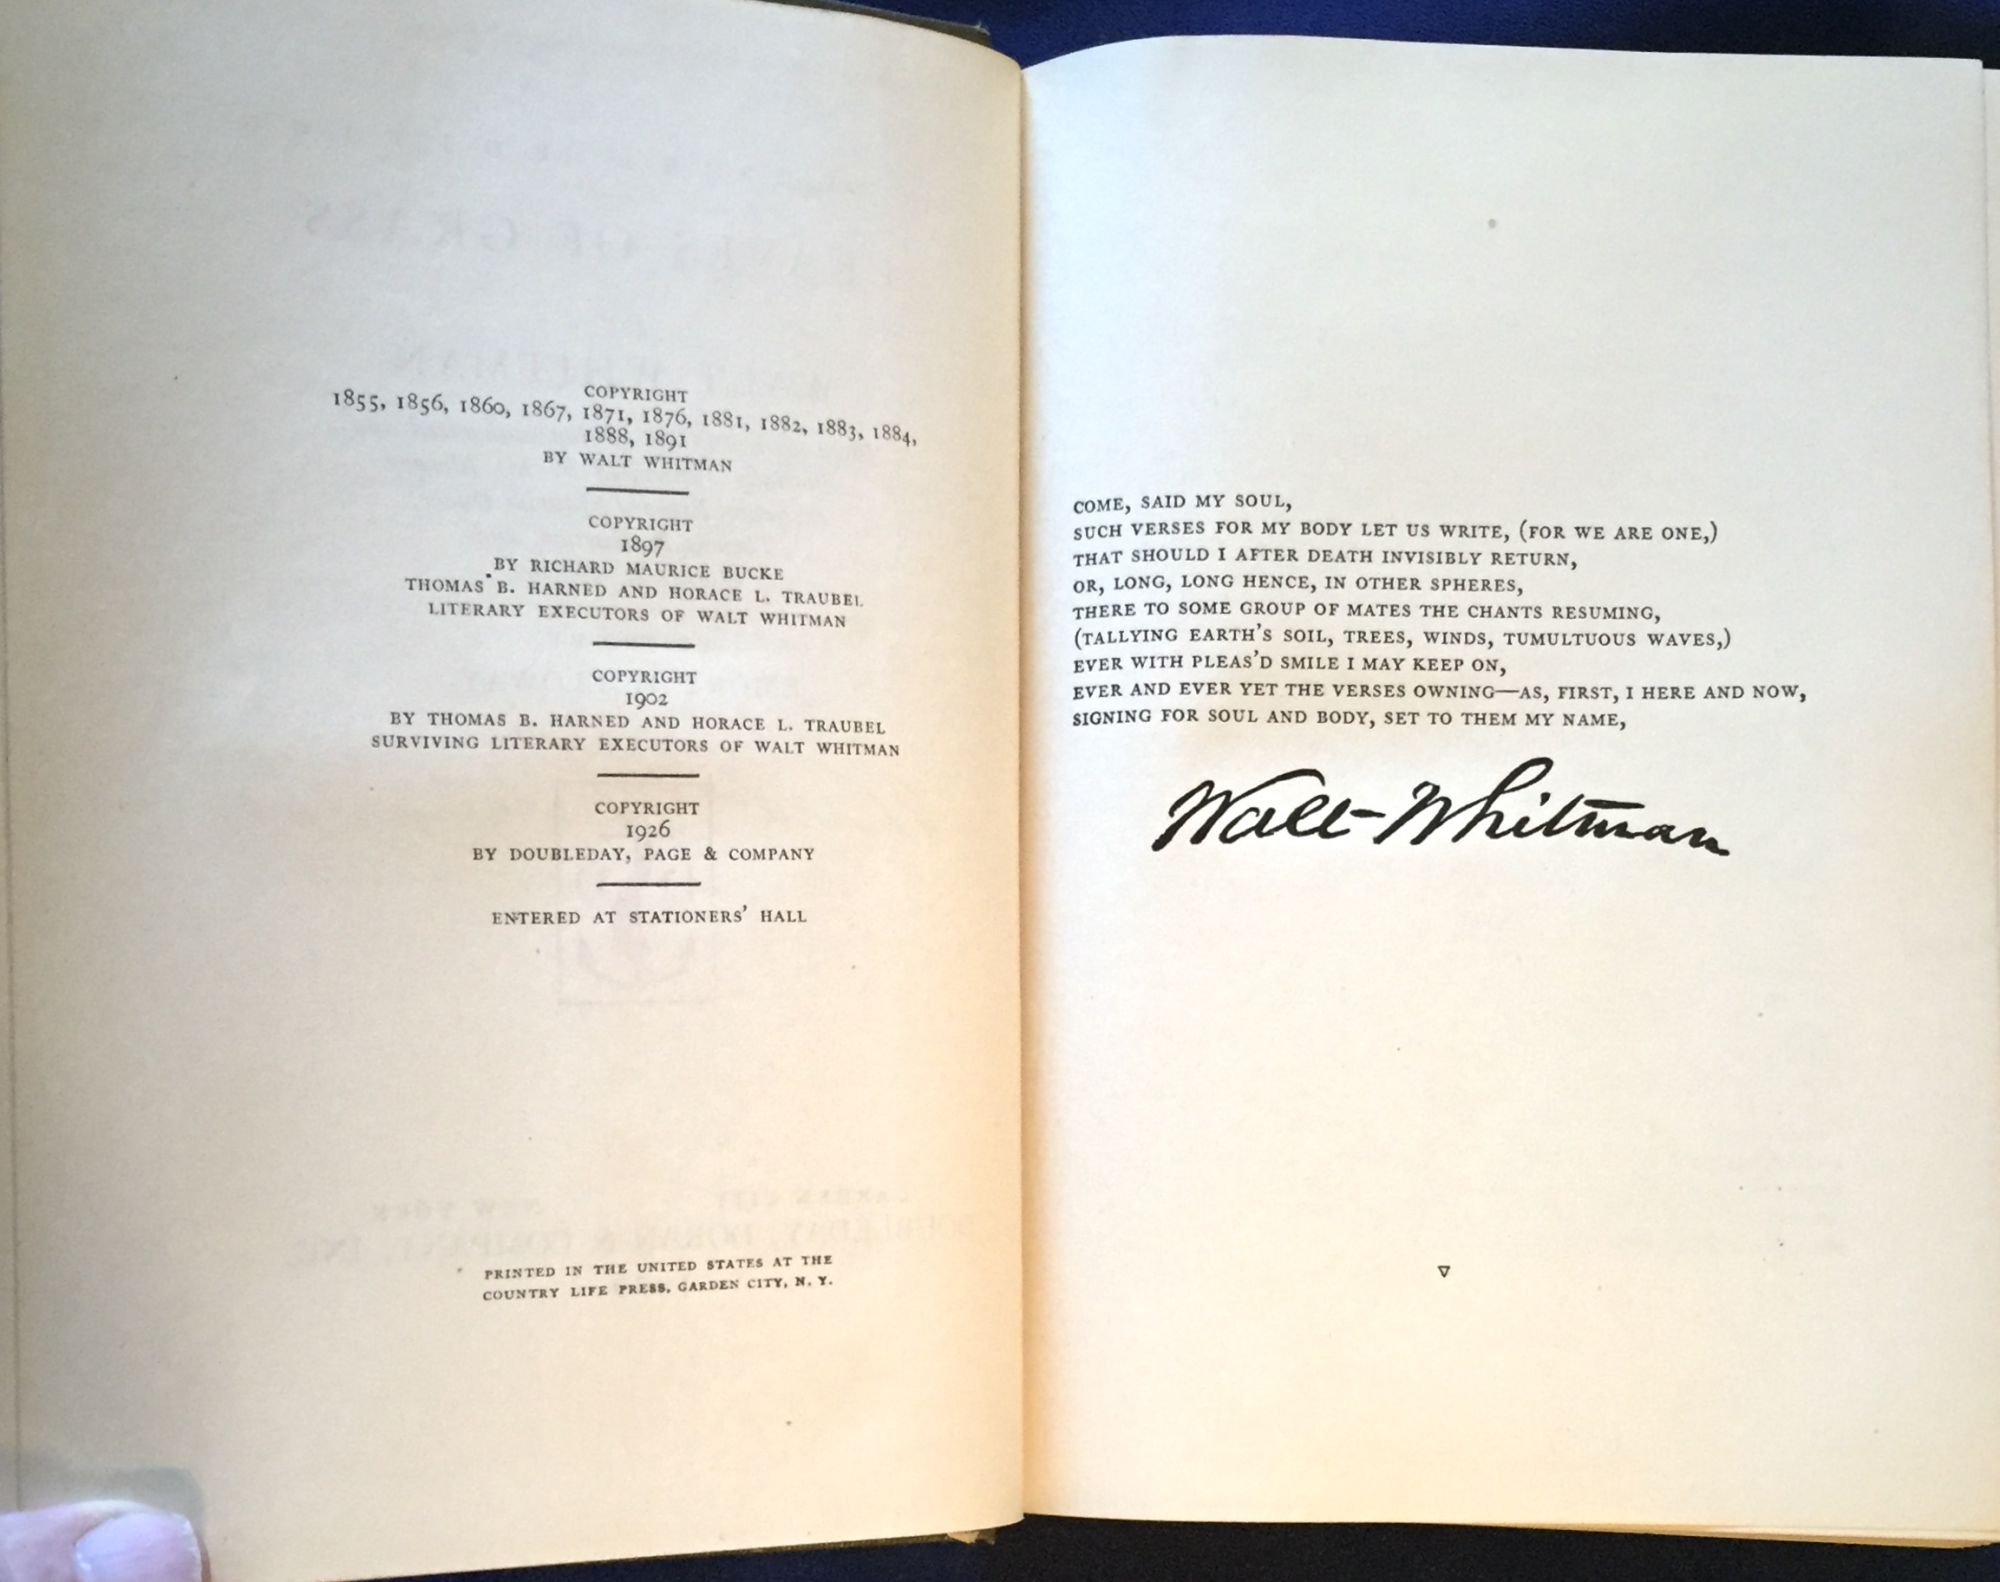 COPYRIGHT
1855, 1856, 1860, 1867, 1871, 1876, 1881, 1882, 1883, 1884,
1888, 1891
BY WALT WHITMAN
COPYRIGHT
1897
BY RICHARD MAURICE BUCKE
THOMAS B. HARNED AND HORACE L. TRAUBEL
LITERARY EXECUTORS OF WALT WHITMAN
COPYRIGHT
1902
BY THOMAS B. HARNED AND HORACE L. TRAUBEL
SURVIVING LITERARY EXECUTORS OF WALT WHITMAN
COPYRIGHT
1926
BY DOUBLEDAY, PAGE & COMPANY
ENTERED AT STATIONERS' HALL
PRINTED IN THE UNITED STATES AT THE
COUNTRY LIFE PRESS, GARDEN CITY, N. Y.
COME, SAID MY SOUL,
SUCH VERSES FOR MY BODY LET US WRITE, (FOR WE ARE ONE,)
THAT SHOULD I AFTER DEATH INVISIBLY RETURN,
OR, LONG, LONG HENCE, IN OTHER SPHERES,
THERE TO SOME GROUP OF MATES THE CHANTS RESUMING,
(TALLYING EARTH'S SOIL, TREES, WINDS, TUMULTUOUS WAVES,)
EVER WITH PLEAS'D SMILE I MAY KEEP ON,
EVER AND EVER YET THE VERSES OWNING—AS, FIRST, I HERE AND NOW,
SIGNING FOR SOUL AND BODY, SET TO THEM MY NAME,
Walt Whitman